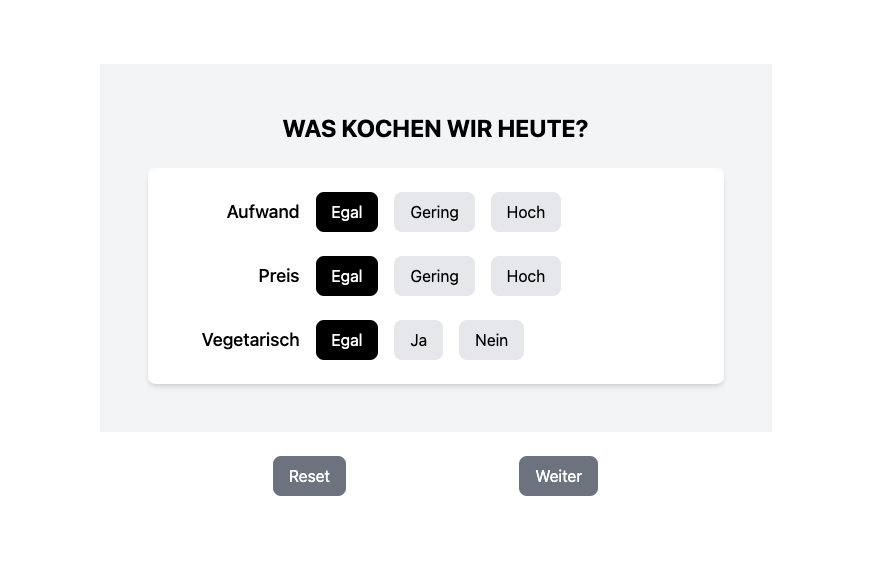 WAS KOCHEN WIR HEUTE?
Aufwand Egal Gering Hoch
Preis Egal Gering Hoch
Vegetarisch Egal Ja Nein
Reset Weiter